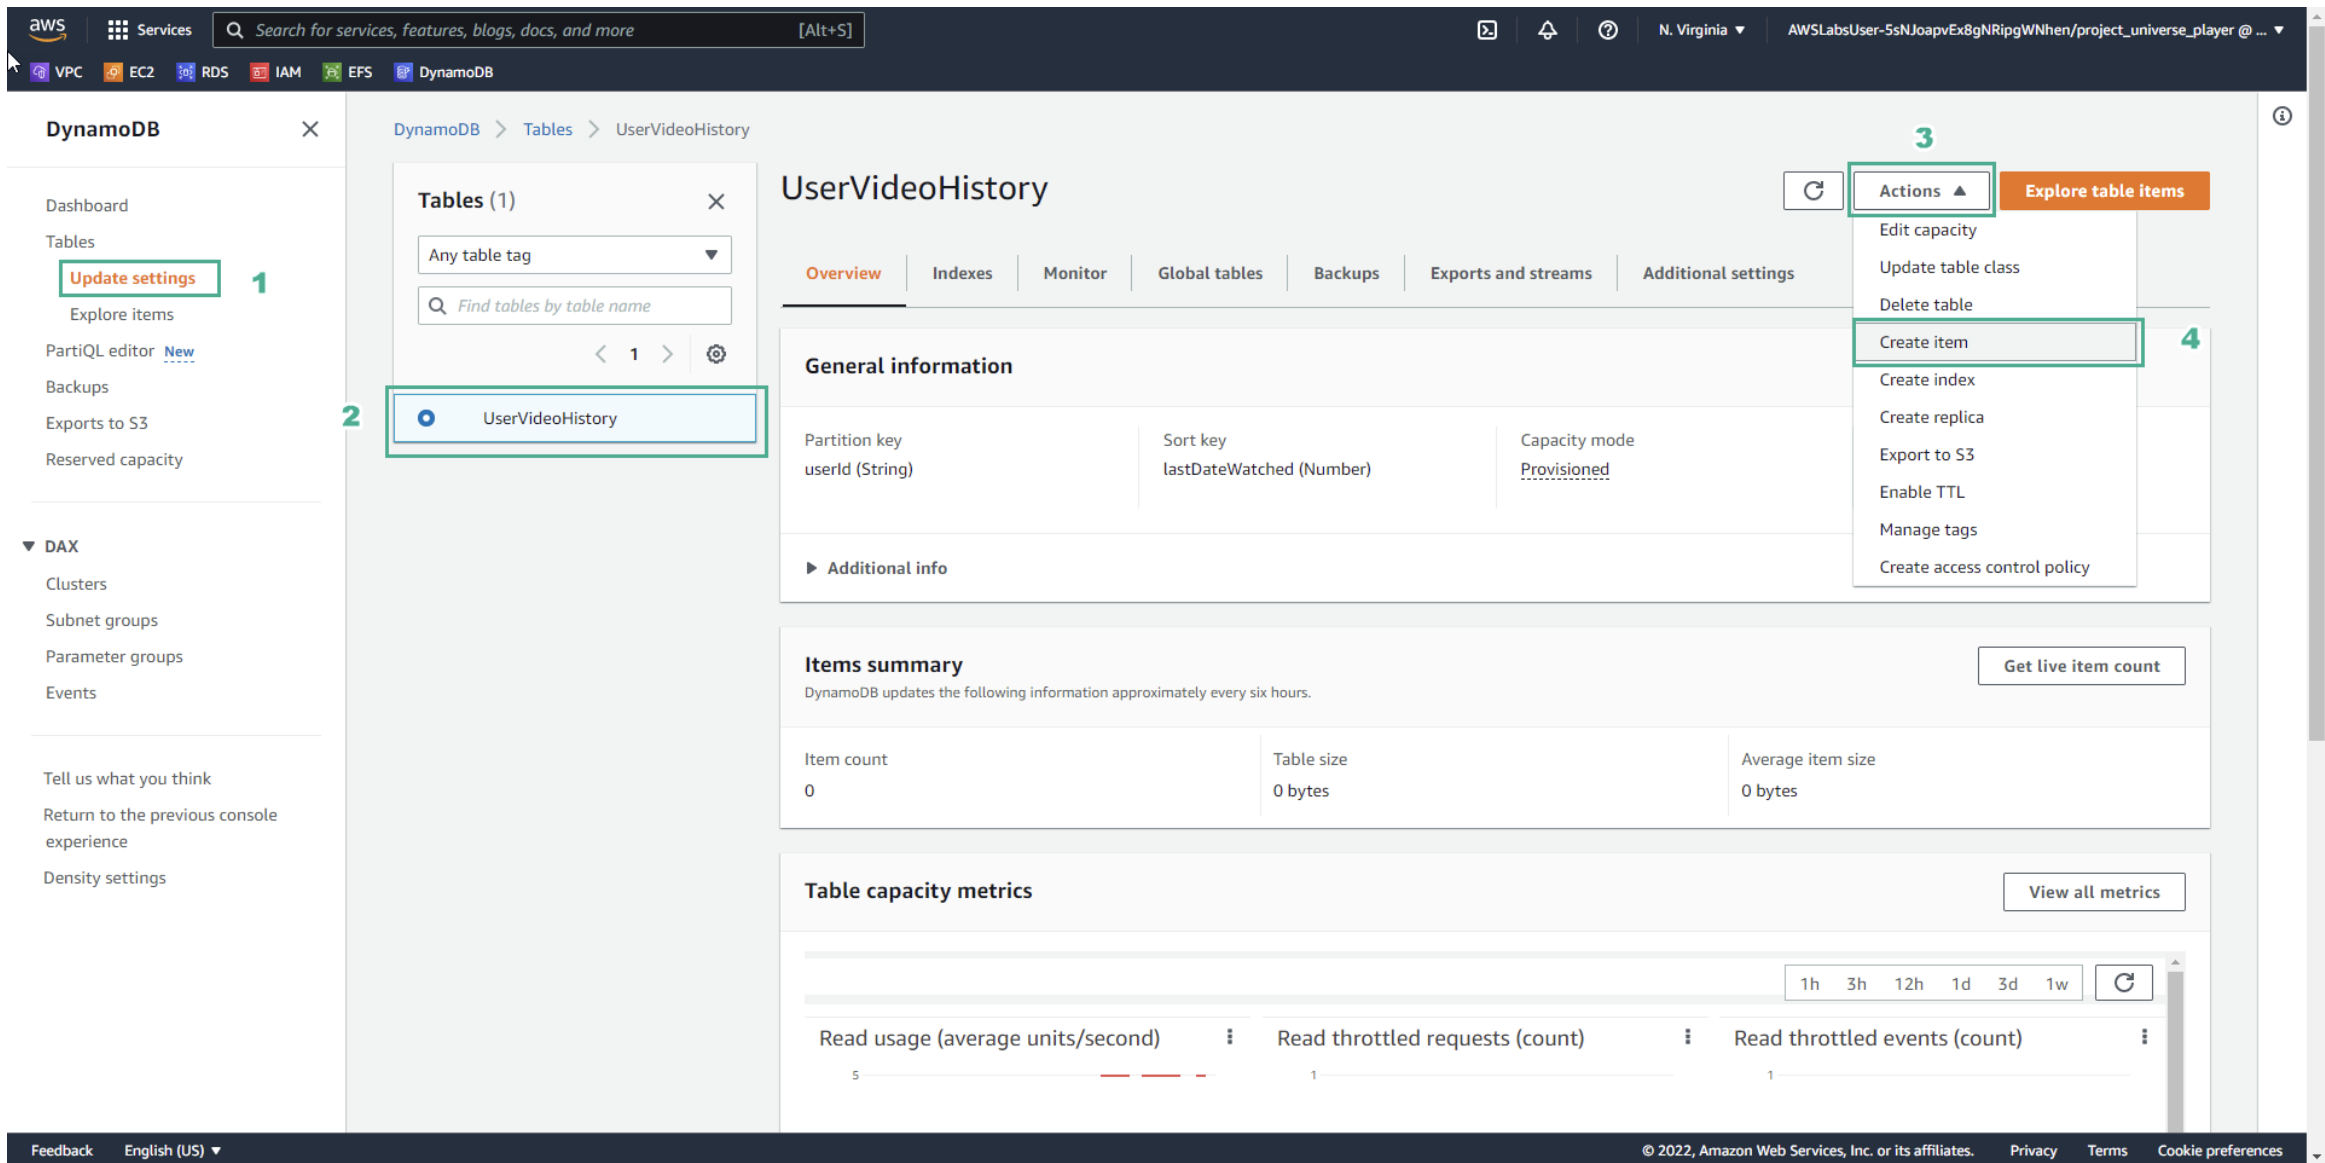 aws
Services
Search for services, features, blogs, docs, and more
[Alt+S]
N. Virginia ▼
AWSLabsUser-5sNJoapvEx8gNRipgWNhen/project_universe_player @ ... ▼
VPC
EC2
RDS
IAM
EFS
DynamoDB
DynamoDB
Dashboard
Tables
Update settings
1
Explore items
PartiQL editor New
Backups
Exports to S3
Reserved capacity
▼ DAX
Clusters
Subnet groups
Parameter groups
Events
Tell us what you think
Return to the previous console
experience
Density settings
DynamoDB > Tables > UserVideoHistory
Tables (1)
Any table tag
Find tables by table name
1
2
UserVideoHistory
UserVideoHistory
3
Actions ▲
Explore table items
Edit capacity
Update table class
Delete table
Create item
4
Create index
Create replica
Export to S3
Enable TTL
Manage tags
Create access control policy
Overview
Indexes
Monitor
Global tables
Backups
Exports and streams
Additional settings
General information
Partition key
userId (String)
Sort key
lastDateWatched (Number)
Capacity mode
Provisioned
Additional info
Items summary
DynamoDB updates the following information approximately every six hours.
Get live item count
Item count
0
Table size
0 bytes
Average item size
0 bytes
Table capacity metrics
View all metrics
1h 3h 12h 1d 3d 1w
Read usage (average units/second)
5
Read throttled requests (count)
1
Read throttled events (count)
1
Feedback
English (US) ▼
© 2022, Amazon Web Services, Inc. or its affiliates.
Privacy
Terms
Cookie preferences